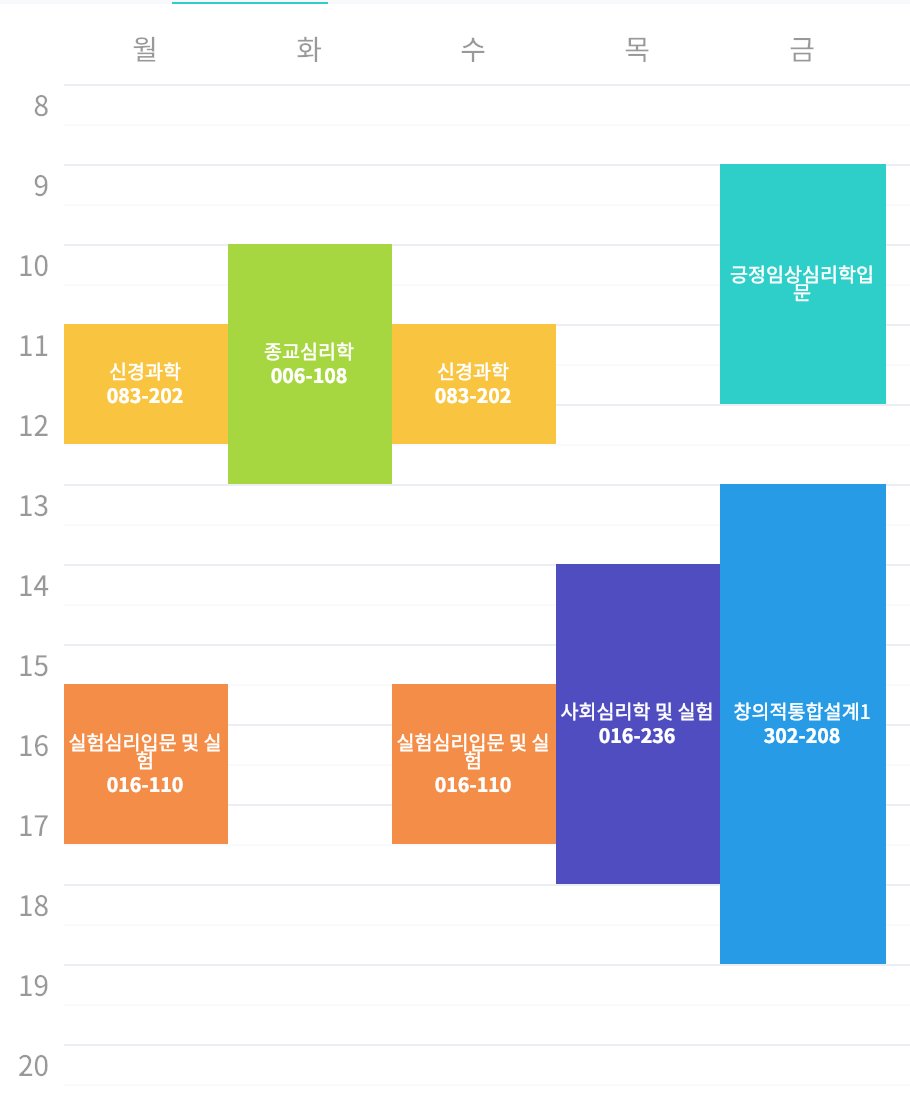 월 화 수 목 금
8
9
긍정임상심리학입
문
10
11
종교심리학
006-108
신경과학
083-202
신경과학
083-202
12
13
14
15
사회심리학 및 실험
016-236
창의적통합설계1
302-208
실험심리입문 및 실
험
016-110
실험심리입문 및 실
험
016-110
16
17
18
19
20